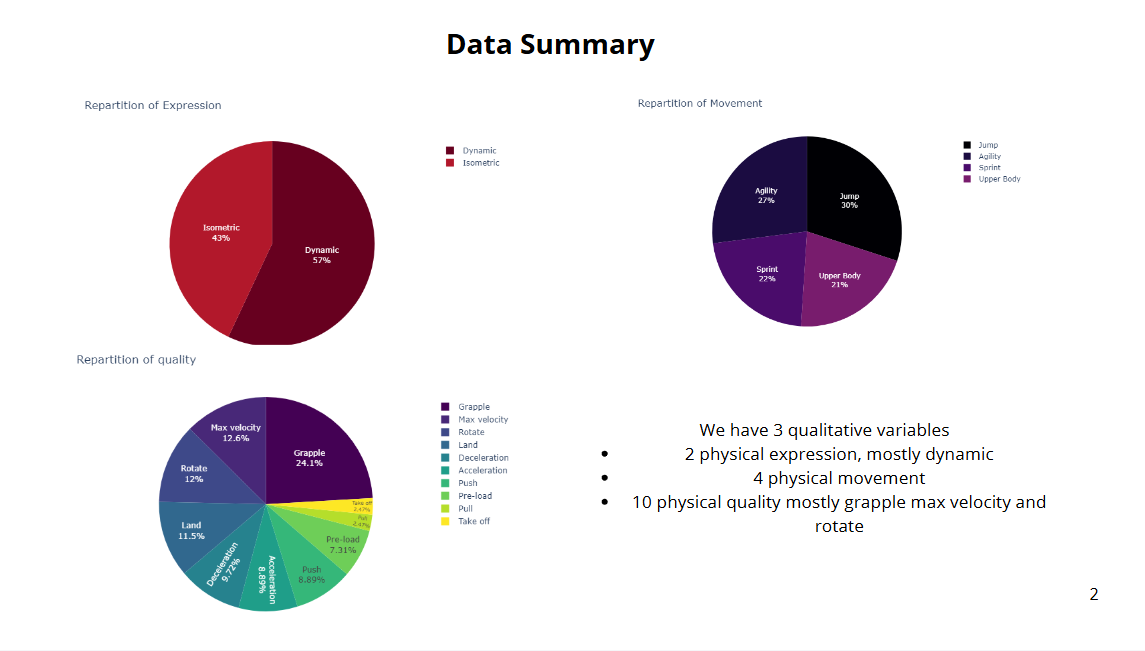 Data Summary
Repartition of Expression
Dynamic
Isometric
Isometric
43%
Dynamic
57%
Repartition of Movement
Jump
Agility
Sprint
Upper Body
Agility
27%
Jump
30%
Sprint
22%
Upper Body
21%
Repartition of quality
Grapple
Max velocity
Rotate
Land
Deceleration
Acceleration
Push
Pre-load
Pull
Take off
Max velocity
12.6%
Grapple
24.1%
Rotate
12%
Land
11.5%
Deceleration
9.72%
Acceleration
8.89%
Push
8.89%
Pre-load
7.31%
Pull
2.47%
Take off
2.47%
We have 3 qualitative variables
• 2 physical expression, mostly dynamic
• 4 physical movement
• 10 physical quality mostly grapple max velocity and
rotate
2